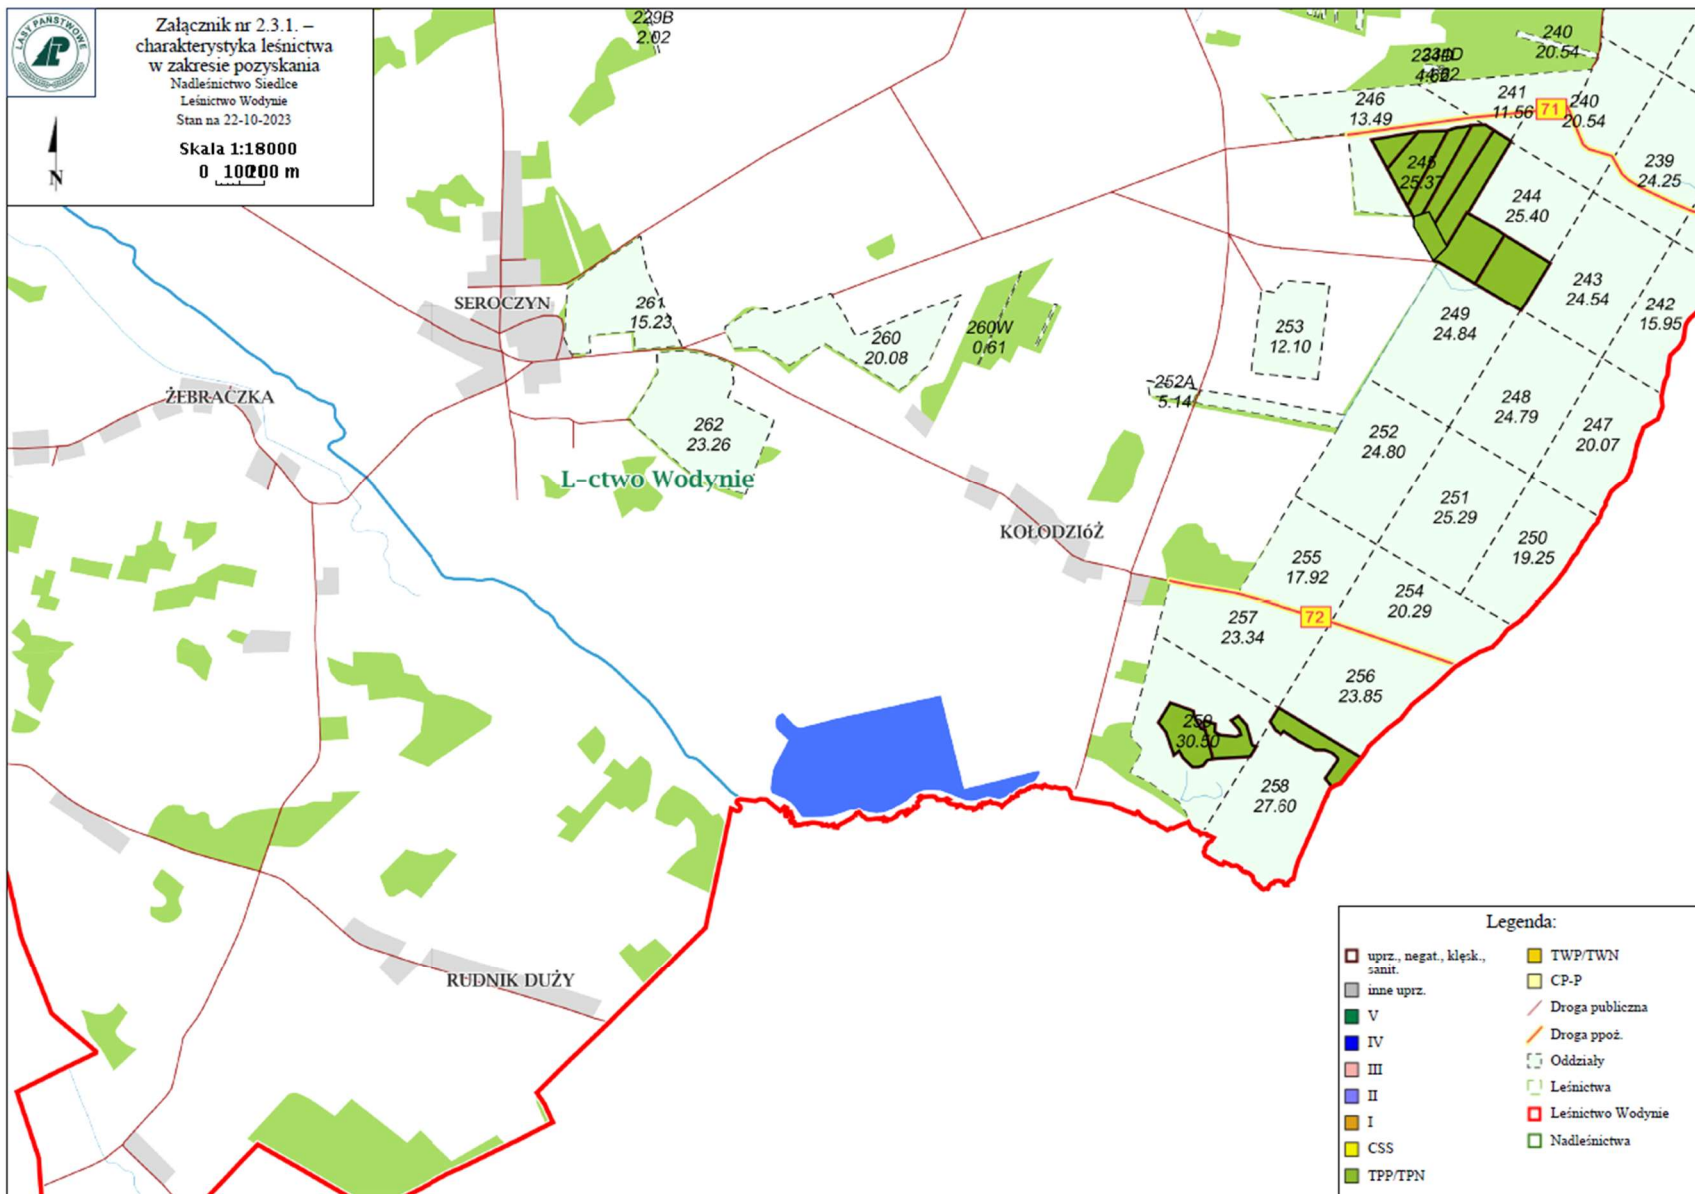 LASY PAŃSTWOWE
Załącznik nr 2.3.1. –
charakterystyka leśnictwa
w zakresie pozyskania
Nadleśnictwo Siedlce
Leśnictwo Wodynie
Stan na 22-10-2023
Skala 1:18000
N
229B
2.02
240
20.54
246
13.49
241
11.56
71
240
20.54
239
24.25
245
25.37
244
25.40
243
24.54
242
15.95
249
24.84
261
15.23
SEROCZYN
260
20.08
260W
0.61
253
12.10
252A
5.14
ŻEBRACZKA
248
24.79
247
20.07
262
23.26
252
24.80
L-ctwo Wodynie
251
25.29
KOŁODZIóŻ
250
19.25
255
17.92
254
20.29
257
23.34
72
256
23.85
30.50
258
27.60
RUDNIK DUŻY
Legenda:
uprz., negat., klęsk.,
sanit.
inne uprz.
V
IV
III
II
I
CSS
TPP/TPN
TWP/TWN
CP-P
Droga publiczna
Droga ppoż.
Oddziały
Leśnictwa
Leśnictwo Wodynie
Nadleśnictwa